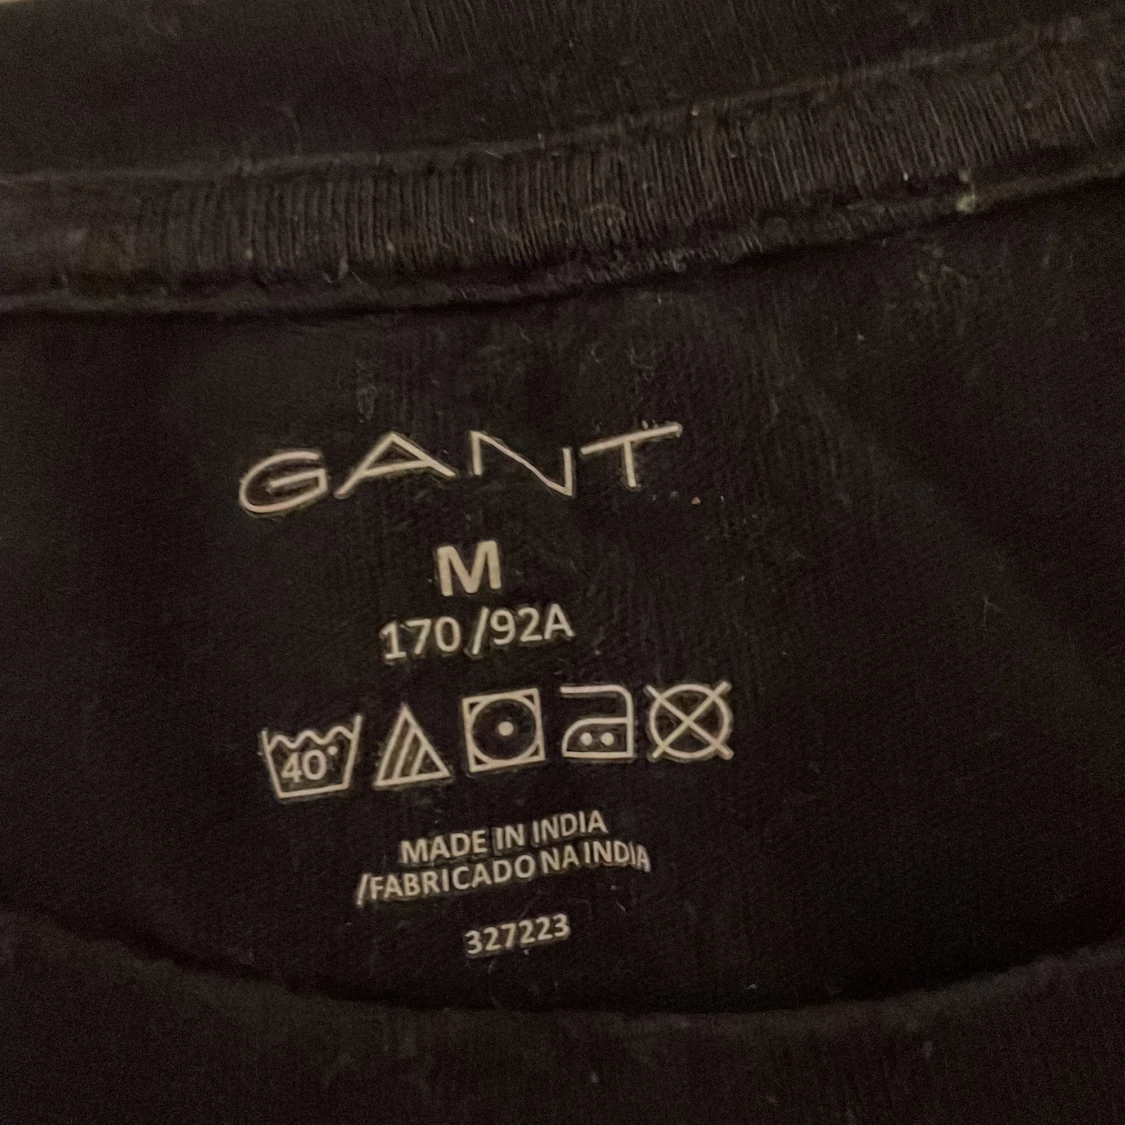 GANT
M
170/92A
40°
MADE IN INDIA
/FABRICADO NA INDIA
327223